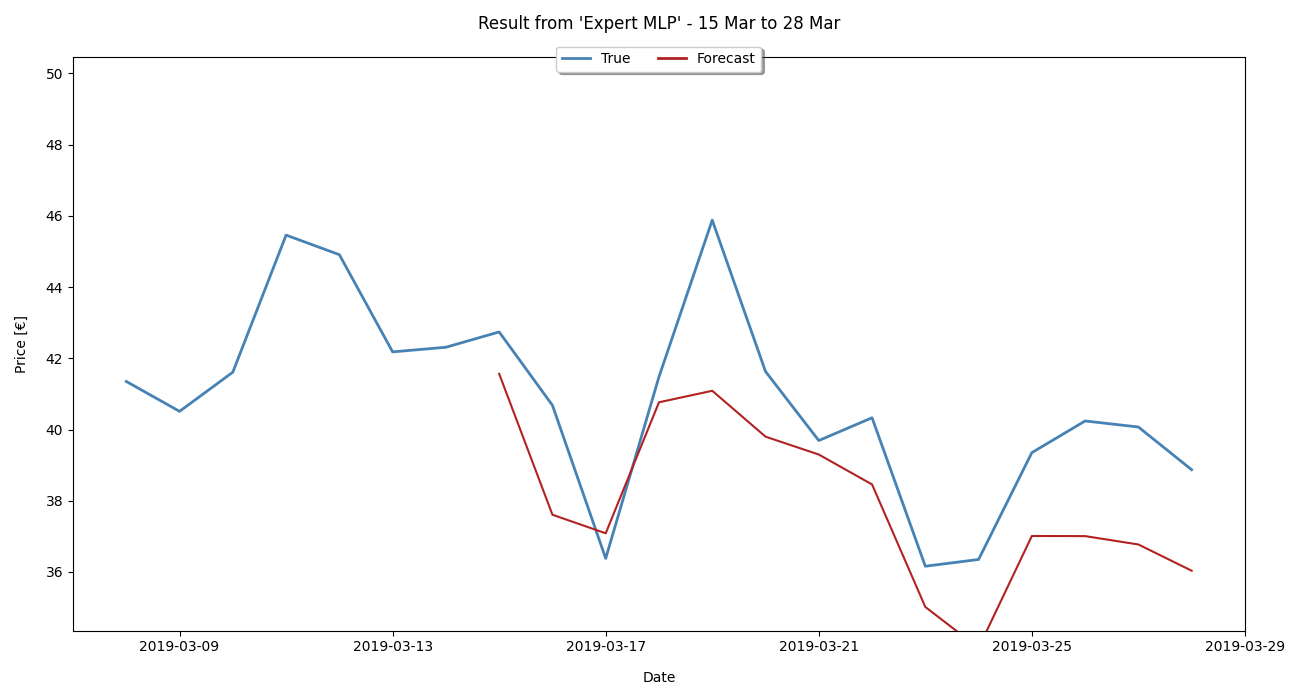 Result from 'Expert MLP' - 15 Mar to 28 Mar
True Forecast
50
48
46
44
42
40
38
36
Price [€]
2019-03-09 2019-03-13 2019-03-17 2019-03-21 2019-03-25 2019-03-29
Date